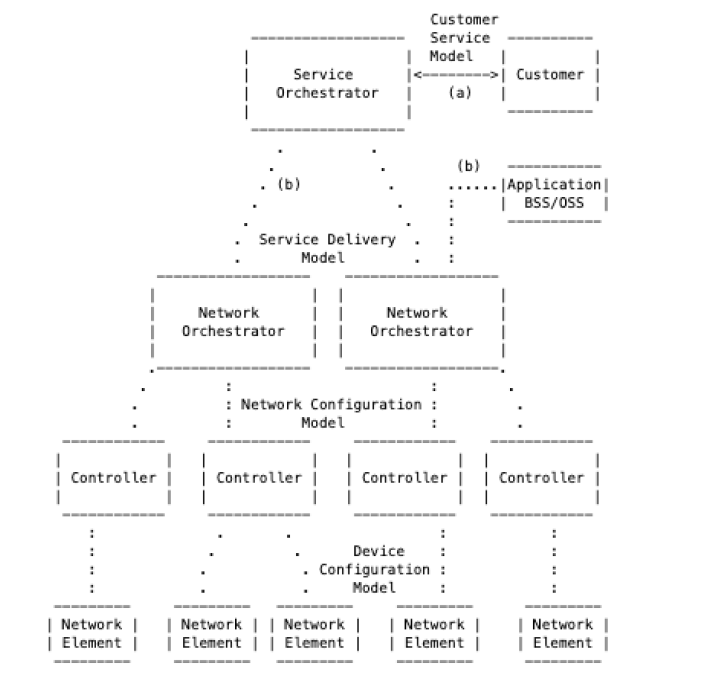 Customer
Service
Model
Service
Orchestrator
Customer
(a)
(b)
(b)
Application
BSS/OSS
Service Delivery
Model
Network
Orchestrator
Network
Orchestrator
Network Configuration
Model
Controller
Controller
Controller
Controller
Device
Configuration
Model
Network
Element
Network
Element
Network
Element
Network
Element
Network
Element